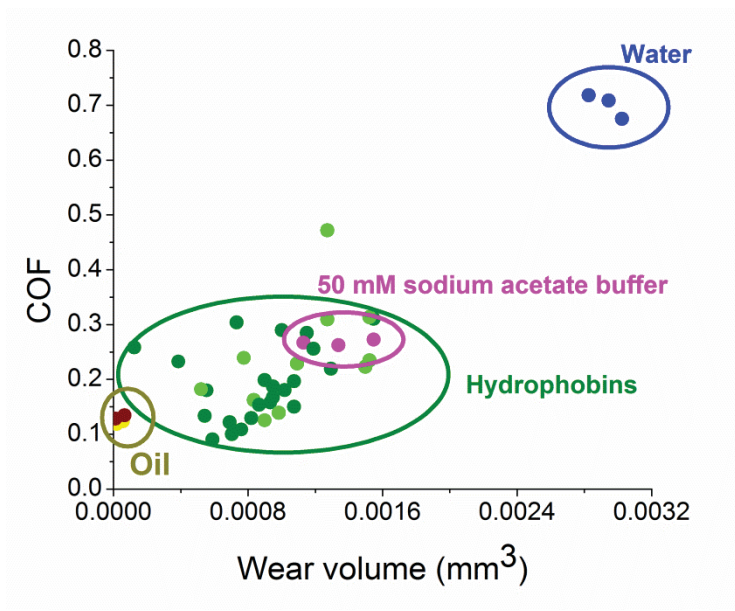 0.8
Water
0.7
0.6
0.5
COF
0.4
50 mM sodium acetate buffer
0.3
Hydrophobins
0.2
0.1
Oil
0.0
0.0000 0.0008 0.0016 0.0024 0.0032
Wear volume (mm³)